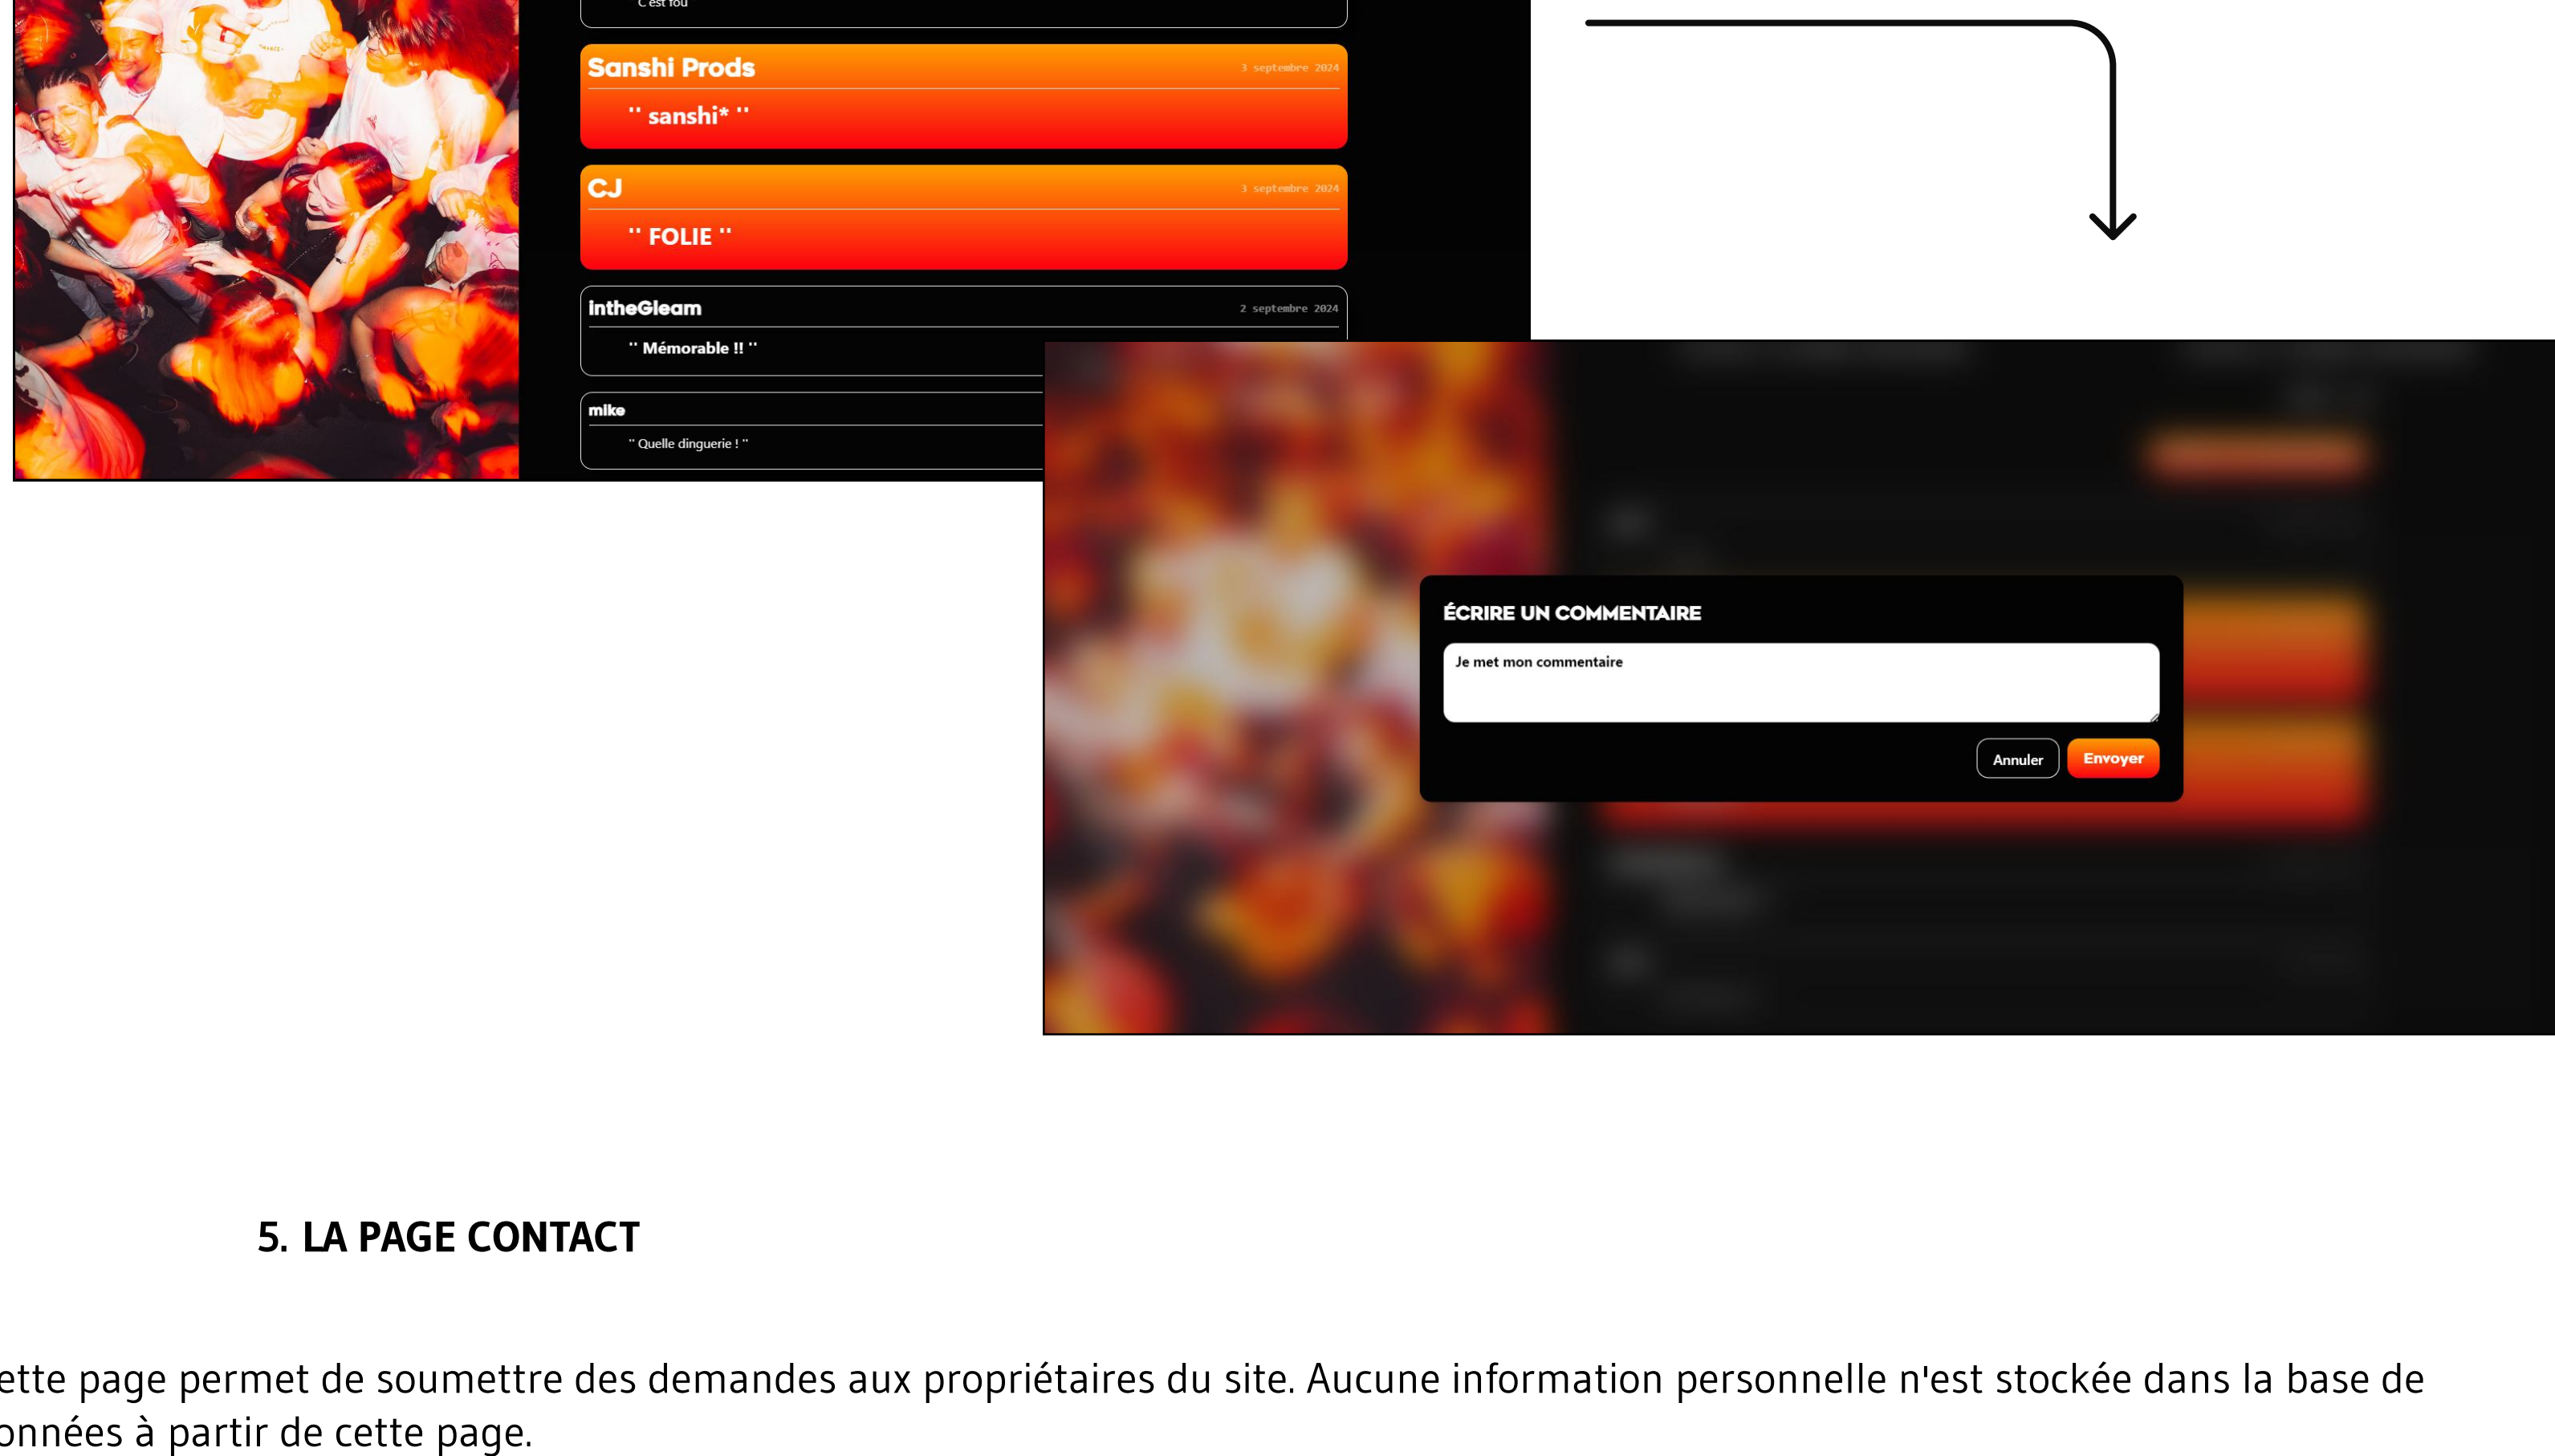 C'est fou
Sanshi Prods
3 septembre 2024
" sanshi* "
CJ
3 septembre 2024
" FOLIE "
intheGleam
2 septembre 2024
" Mémorable !! "
mike
" Quelle dinguerie ! "
ÉCRIRE UN COMMENTAIRE
Je met mon commentaire
Annuler
Envoyer
5. LA PAGE CONTACT
ette page permet de soumettre des demandes aux propriétaires du site. Aucune information personnelle n'est stockée dans la base de
onnées à partir de cette page.